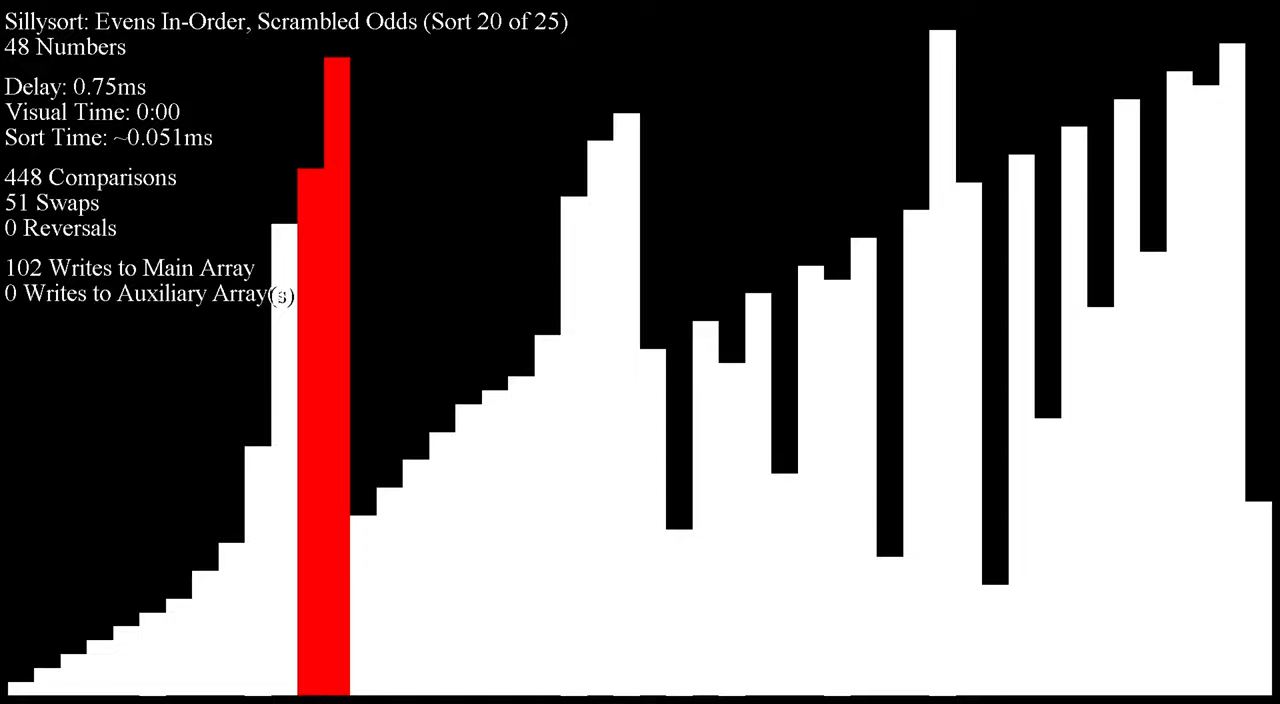 Sillysort: Evens In-Order, Scrambled Odds (Sort 20 of 25)
48 Numbers
Delay: 0.75ms
Visual Time: 0:00
Sort Time: ~0.051ms
448 Comparisons
51 Swaps
0 Reversals
102 Writes to Main Array
0 Writes to Auxiliary Array(s)